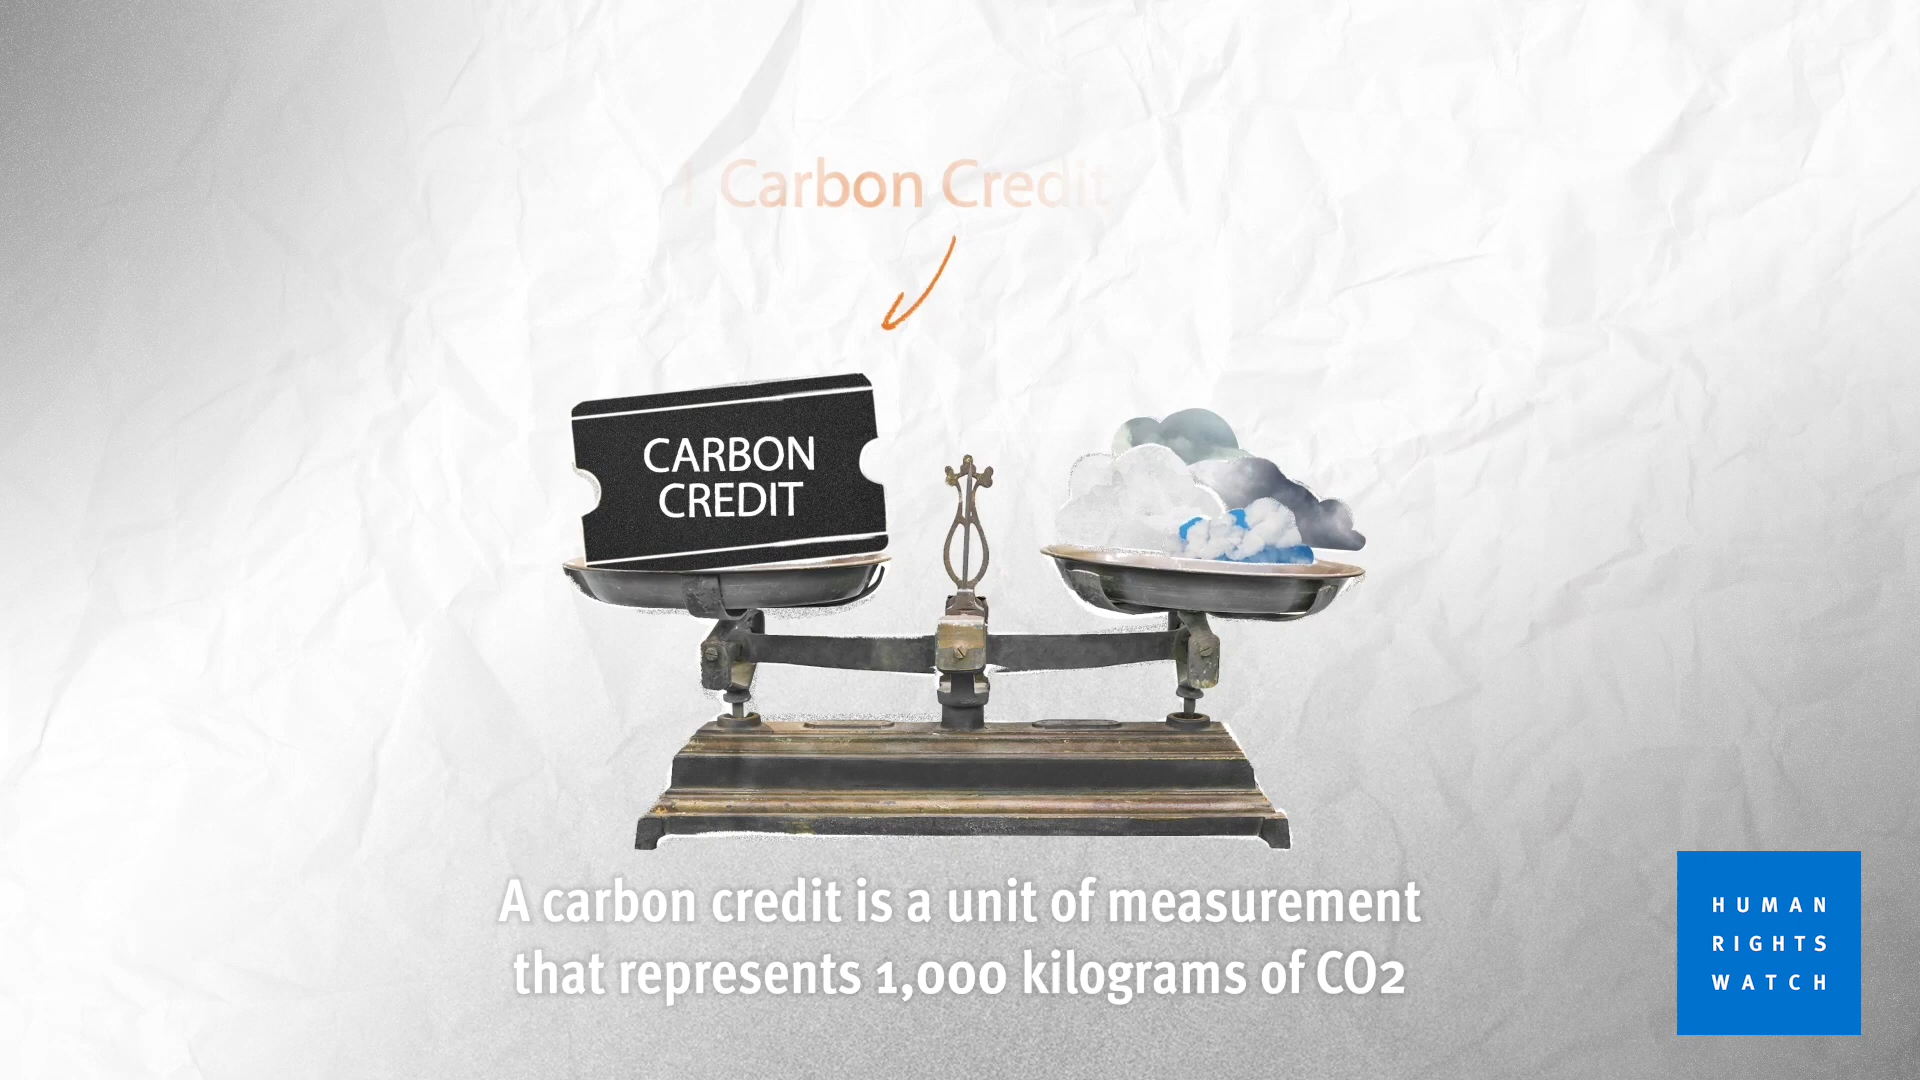 1 Carbon Credit
CARBON
CREDIT
A carbon credit is a unit of measurement
that represents 1,000 kilograms of CO2
HUMAN
RIGHTS
WATCH